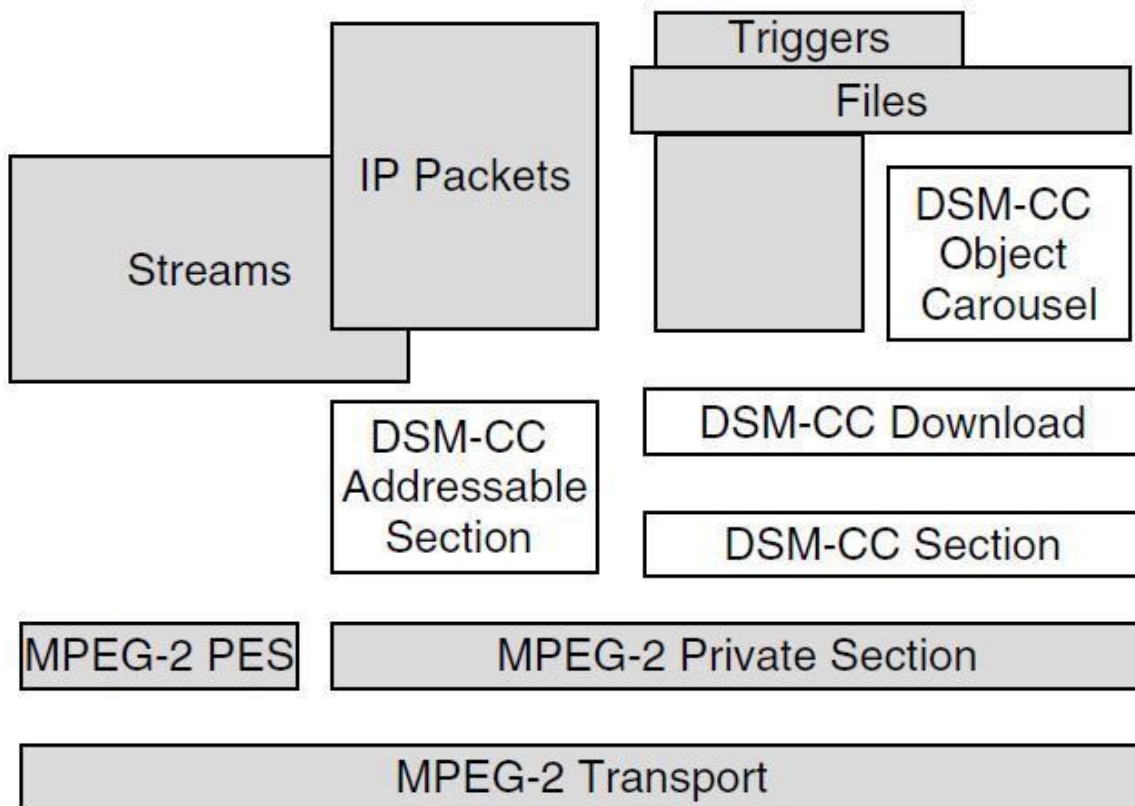 Triggers
Files
IP Packets
Streams
DSM-CC
Object
Carousel
DSM-CC
Addressable
Section
DSM-CC Download
DSM-CC Section
MPEG-2 PES
MPEG-2 Private Section
MPEG-2 Transport